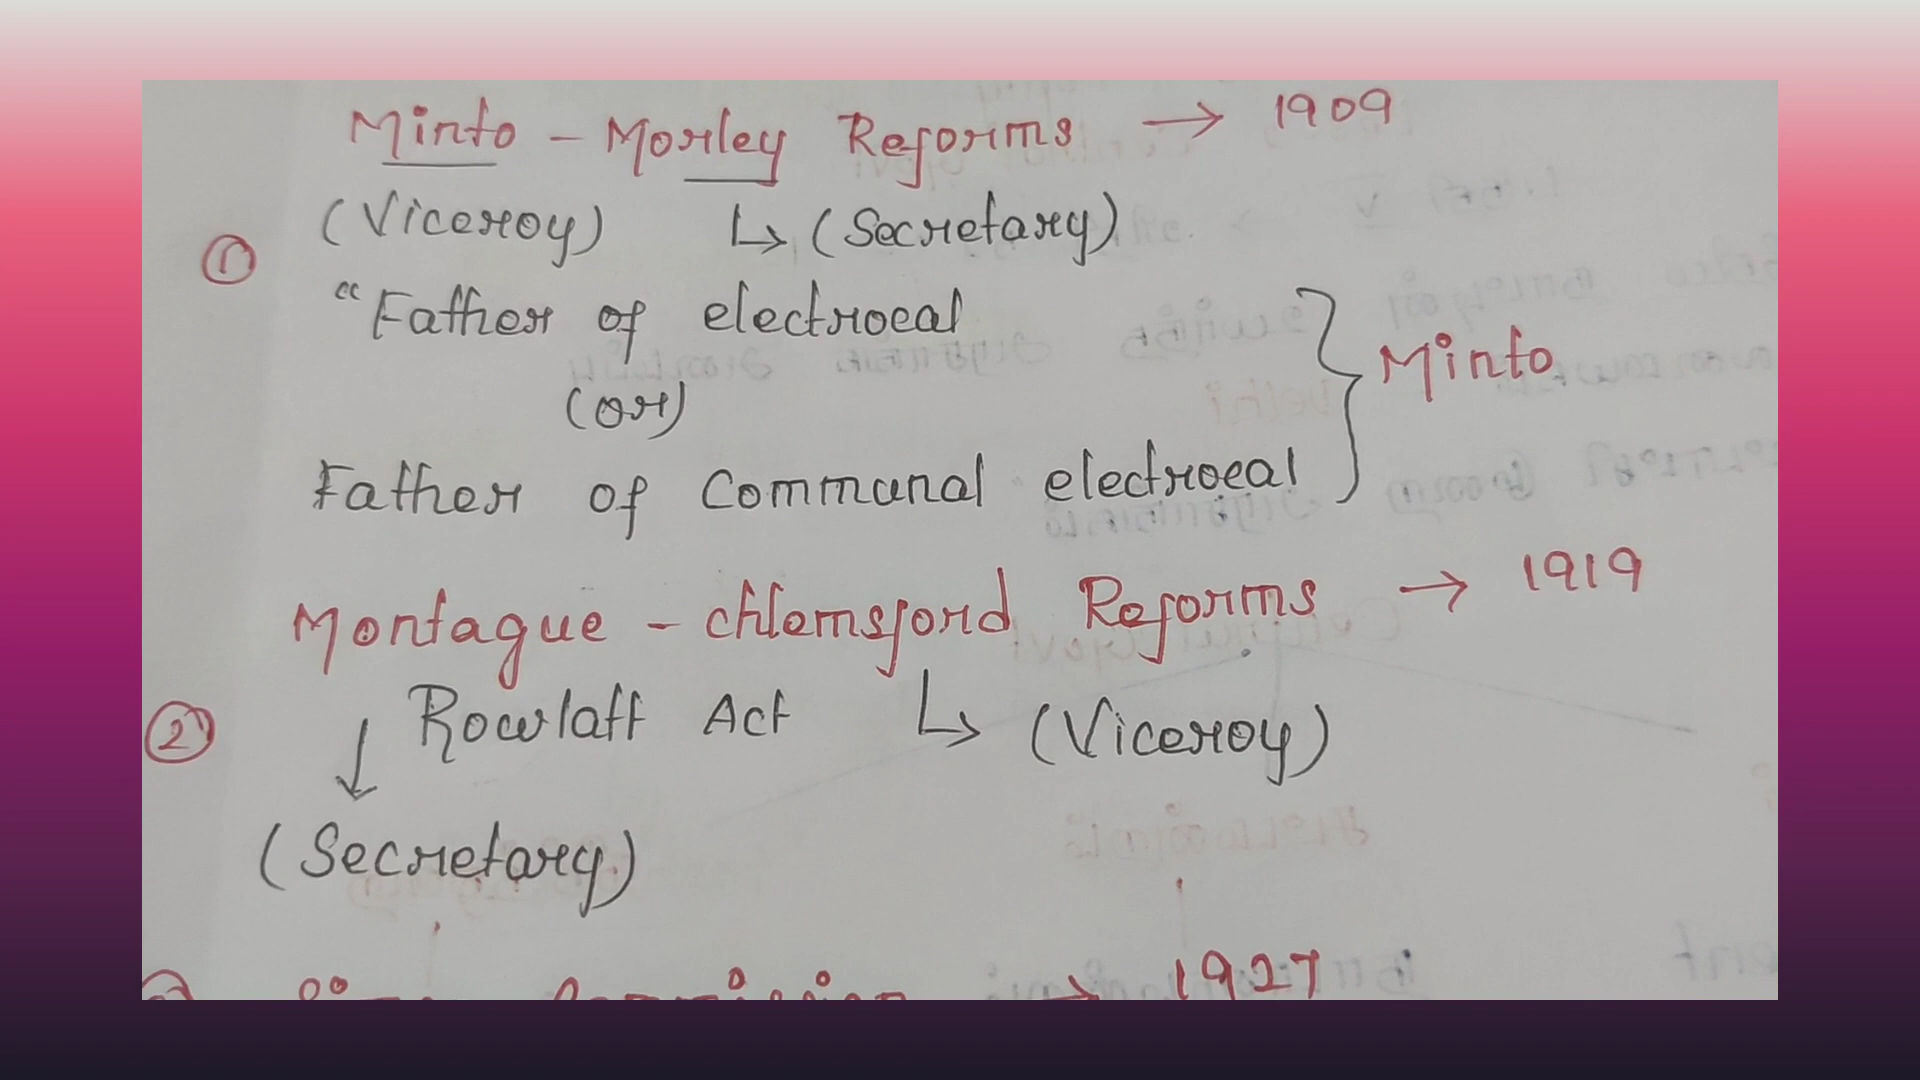 Minto - Morley Reforms → 1909
(Viceroy) ↳ (Secretary)
①
"Father of electroeal
(or)
Father of Communal electroeal } Minto
Montague - chlemsford Reforms → 1919
② ↓ Rowlatt Act ↳ (Viceroy)
(Secretary)
→ 1927